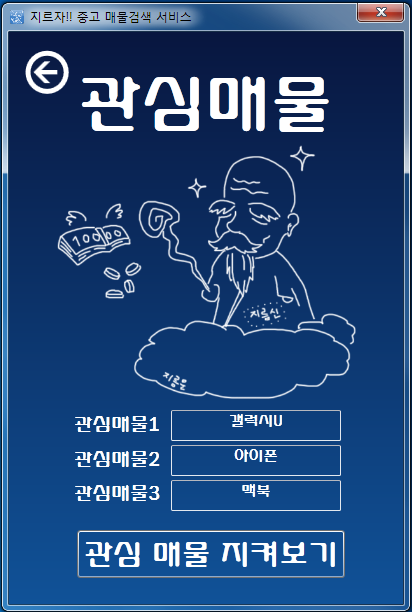 지르자!! 중고 매물검색 서비스
관심매물
10000
지름신
지름운
관심매물1 갤럭시U
관심매물2 아이폰
관심매물3 맥북
관심 매물 지켜보기